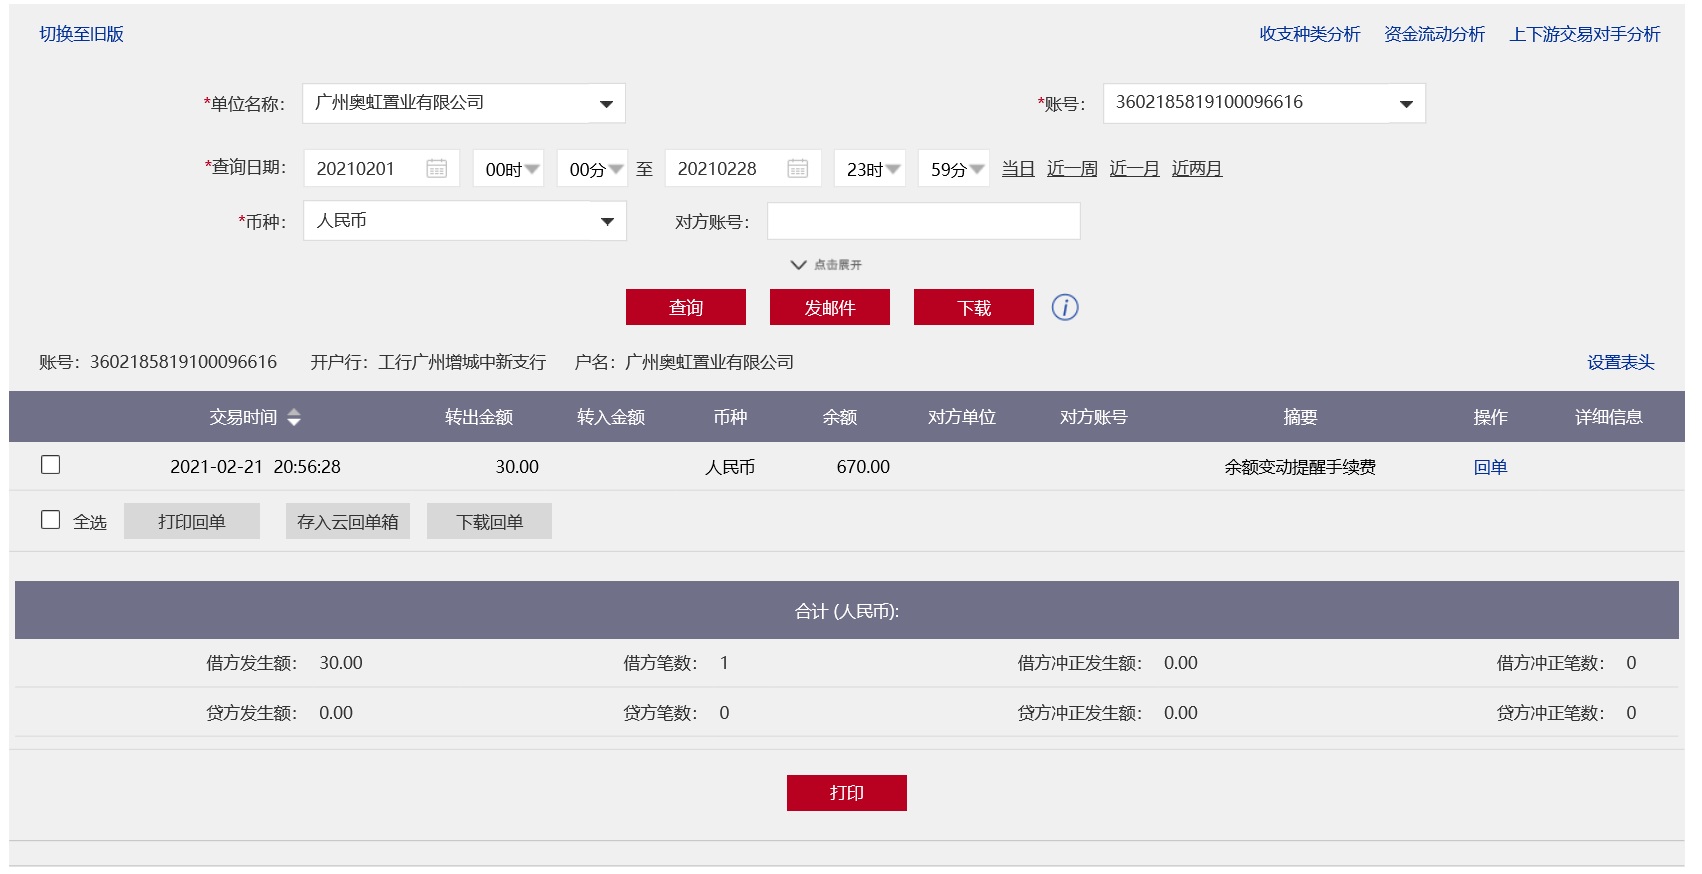 切换至旧版 收支种类分析 资金流动分析 上下游交易对手分析
*单位名称： 广州奥虹置业有限公司 *账号： 3602185819100096616
*查询日期： 20210201 00时 00分 至 20210228 23时 59分 当日 近一周 近一月 近两月
*币种： 人民币 对方账号：
点击展开
查询 发邮件 下载 i
账号：3602185819100096616 开户行：工行广州增城中新支行 户名：广州奥虹置业有限公司 设置表头
交易时间 转出金额 转入金额 币种 余额 对方单位 对方账号 摘要 操作 详细信息
2021-02-21 20:56:28 30.00 人民币 670.00 余额变动提醒手续费 回单
全选 打印回单 存入云回单箱 下载回单
合计 (人民币):
借方发生额： 30.00 借方笔数： 1 借方冲正发生额： 0.00 借方冲正笔数： 0
贷方发生额： 0.00 贷方笔数： 0 贷方冲正发生额： 0.00 贷方冲正笔数： 0
打印